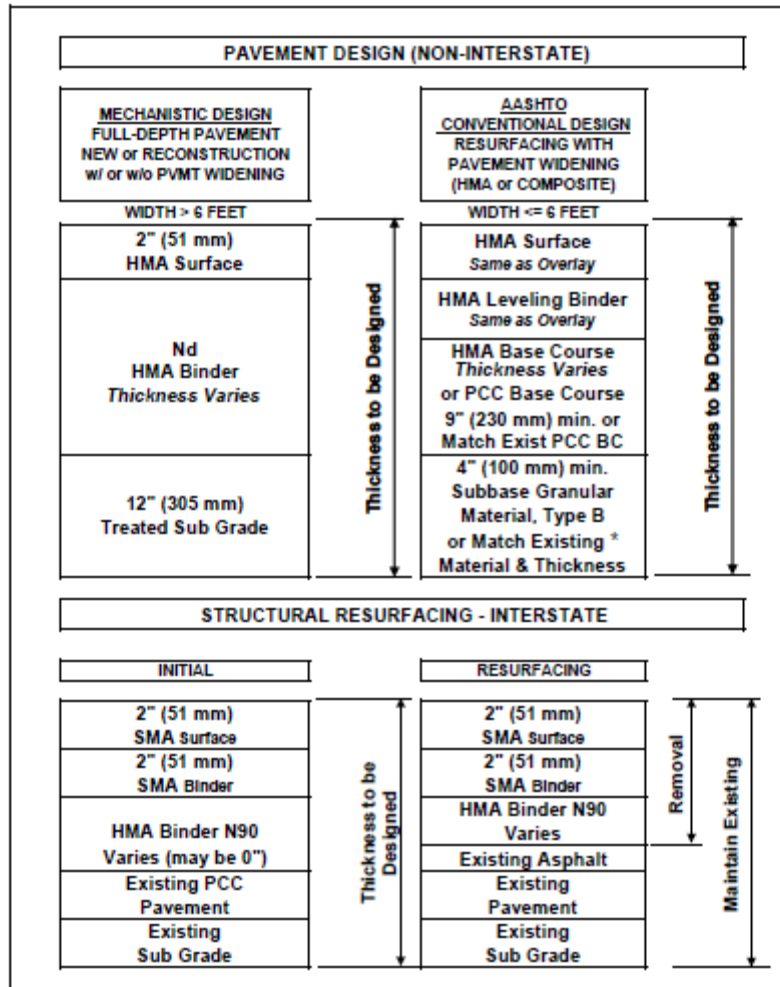 PAVEMENT DESIGN (NON-INTERSTATE)
MECHANISTIC DESIGN
FULL-DEPTH PAVEMENT
NEW or RECONSTRUCTION
w/ or w/o PVMT WIDENING
AASHTO
CONVENTIONAL DESIGN
RESURFACING WITH
PAVEMENT WIDENING
(HMA or COMPOSITE)
WIDTH > 6 FEET
2" (51 mm)
HMA Surface
Nd
HMA Binder
Thickness Varies
12" (305 mm)
Treated Sub Grade
Thickness to be Designed
WIDTH <= 6 FEET
HMA Surface
Same as Overlay
HMA Leveling Binder
Same as Overlay
HMA Base Course
Thickness Varies
or PCC Base Course
9" (230 mm) min. or
Match Exist PCC BC
4" (100 mm) min.
Subbase Granular
Material, Type B
or Match Existing *
Material & Thickness
Thickness to be Designed
STRUCTURAL RESURFACING - INTERSTATE
INITIAL
2" (51 mm)
SMA Surface
2" (51 mm)
SMA Binder
HMA Binder N90
Varies (may be 0")
Existing PCC
Pavement
Existing
Sub Grade
Thickness to be
Designed
RESURFACING
2" (51 mm)
SMA Surface
2" (51 mm)
SMA Binder
HMA Binder N90
Varies
Existing Asphalt
Existing
Pavement
Existing
Sub Grade
Removal
Maintain Existing